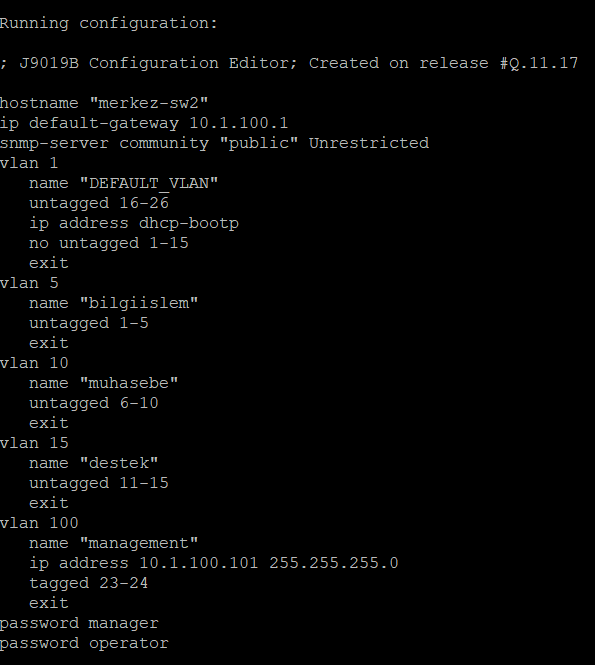 Running configuration:
; J9019B Configuration Editor; Created on release #Q.11.17
hostname "merkez-sw2"
ip default-gateway 10.1.100.1
snmp-server community "public" Unrestricted
vlan 1
   name "DEFAULT_VLAN"
   untagged 16-26
   ip address dhcp-bootp
   no untagged 1-15
   exit
vlan 5
   name "bilgiislem"
   untagged 1-5
   exit
vlan 10
   name "muhasebe"
   untagged 6-10
   exit
vlan 15
   name "destek"
   untagged 11-15
   exit
vlan 100
   name "management"
   ip address 10.1.100.101 255.255.255.0
   tagged 23-24
   exit
password manager
password operator